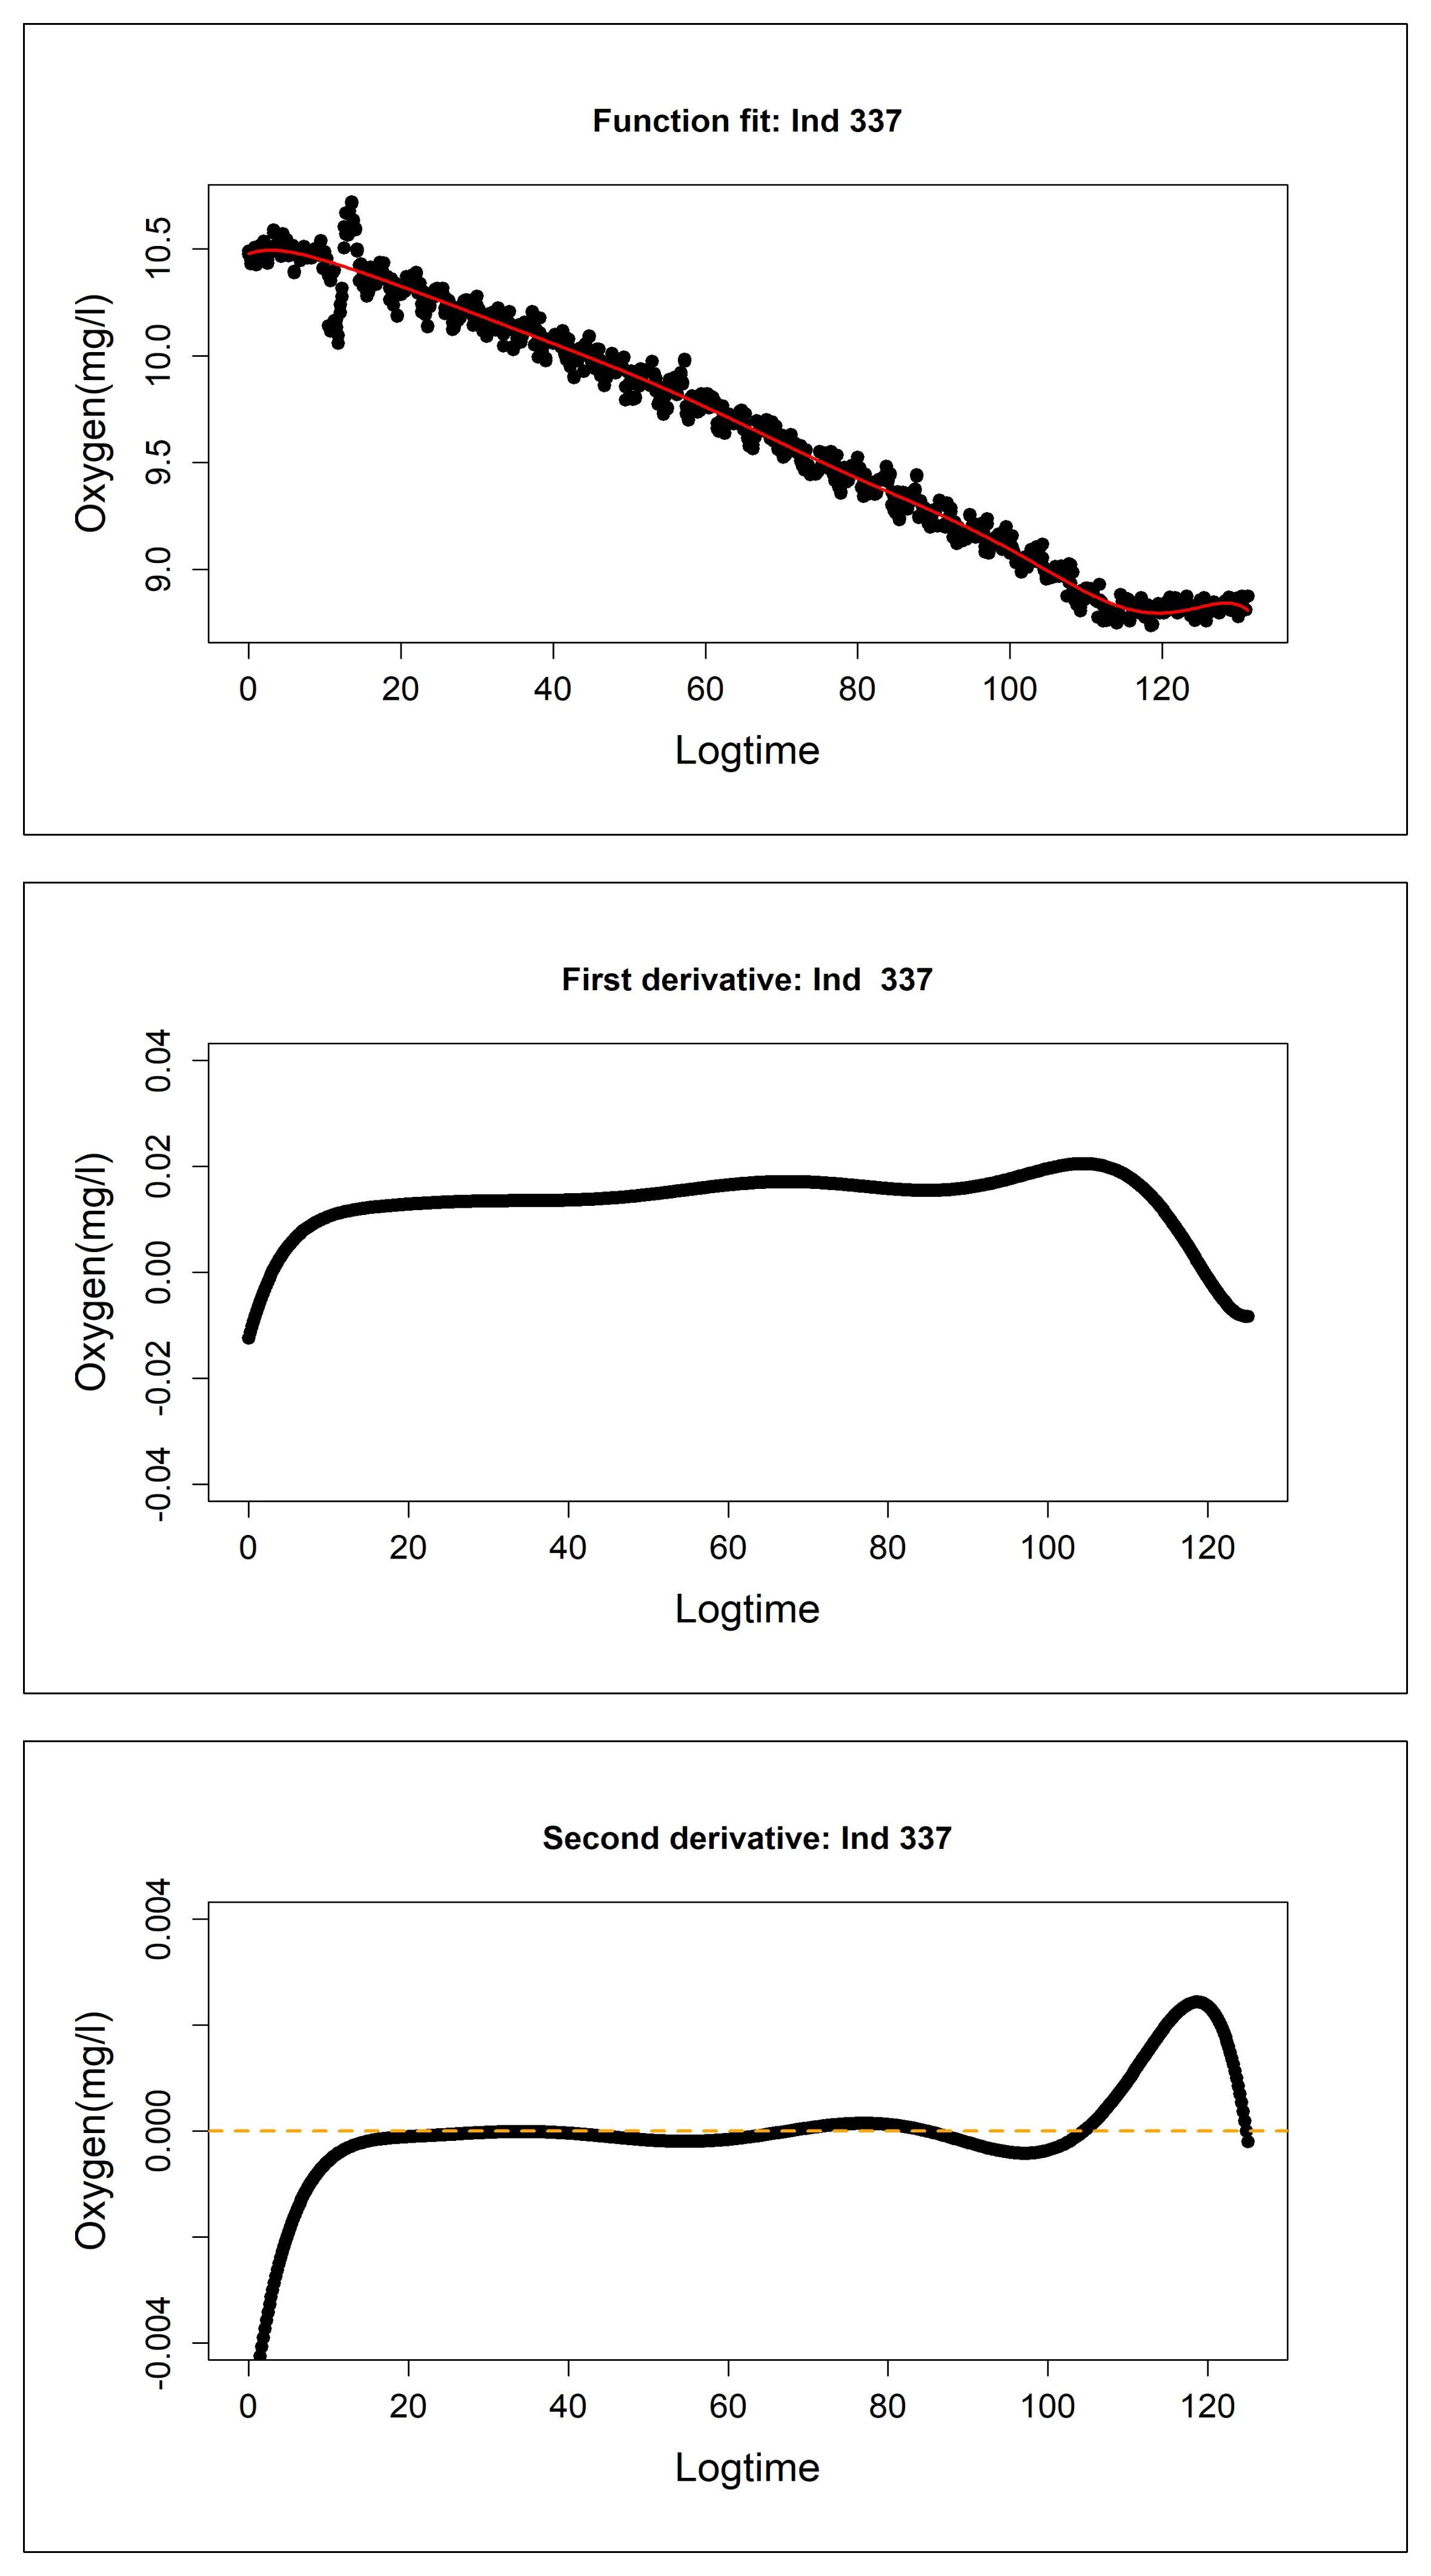 Function fit: Ind 337
10.5
10.0
9.5
9.0
Oxygen(mg/l)
0 20 40 60 80 100 120
Logtime
First derivative: Ind  337
0.04
0.02
0.00
-0.02
-0.04
Oxygen(mg/l)
0 20 40 60 80 100 120
Logtime
Second derivative: Ind 337
0.004
0.000
-0.004
Oxygen(mg/l)
0 20 40 60 80 100 120
Logtime